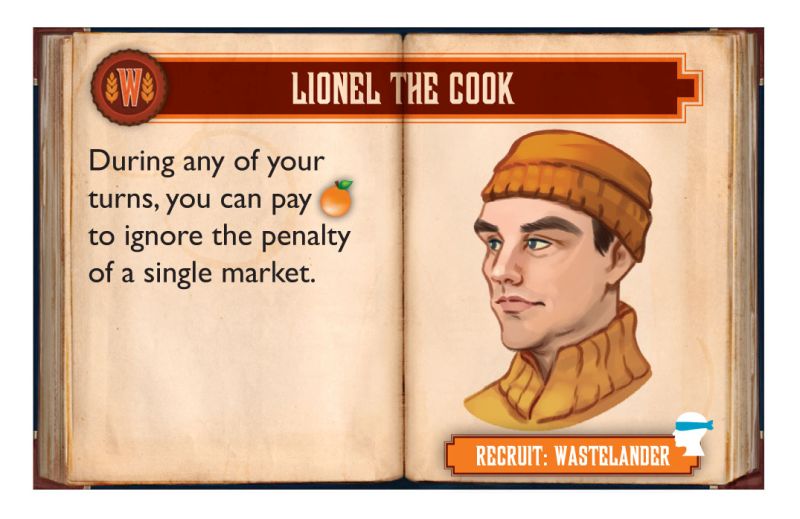 W
LIONEL THE COOK
During any of your
turns, you can pay
to ignore the penalty
of a single market.
RECRUIT: WASTELANDER